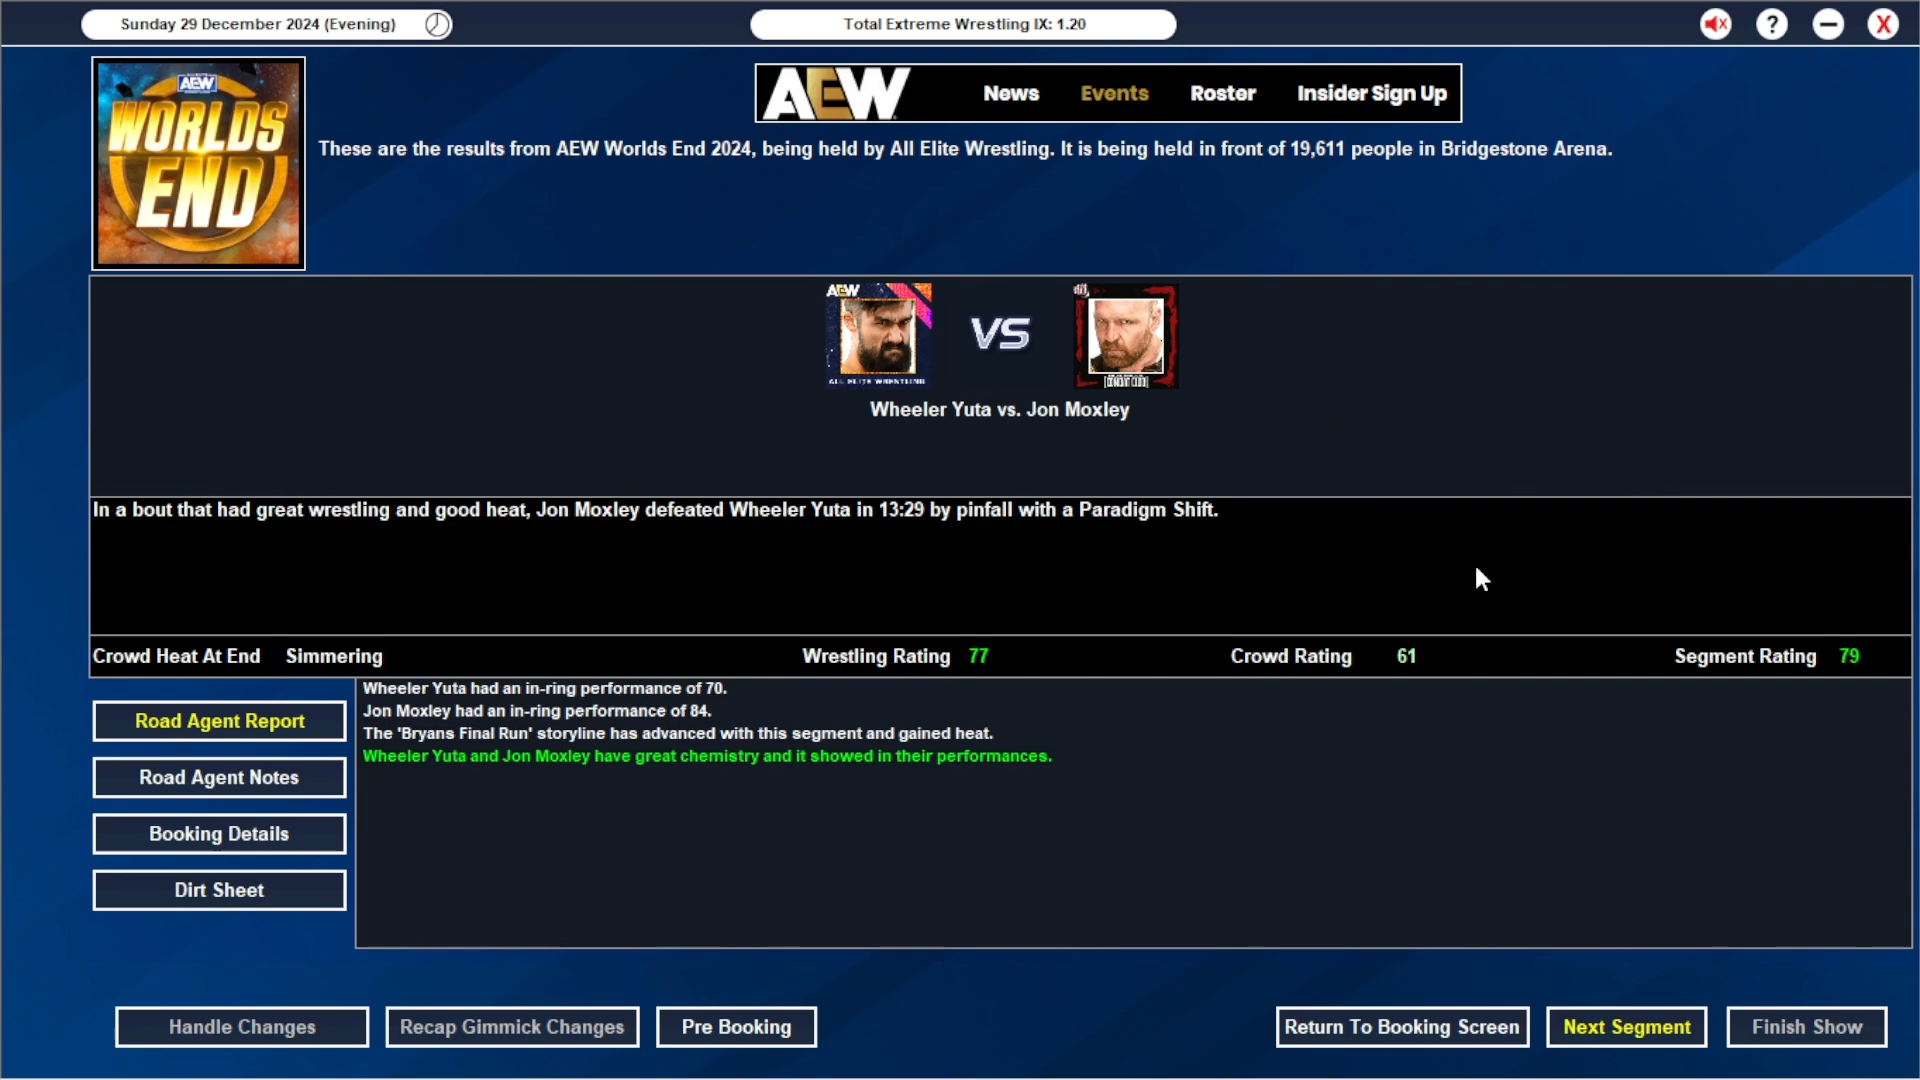 Sunday 29 December 2024 (Evening)
Total Extreme Wrestling IX: 1.20
?
X
AEW
WORLDS
END
AEW
News
Events
Roster
Insider Sign Up
These are the results from AEW Worlds End 2024, being held by All Elite Wrestling. It is being held in front of 19,611 people in Bridgestone Arena.
AEW
ALL ELITE WRESTLING
VS
Wheeler Yuta vs. Jon Moxley
In a bout that had great wrestling and good heat, Jon Moxley defeated Wheeler Yuta in 13:29 by pinfall with a Paradigm Shift.
Crowd Heat At End Simmering
Wrestling Rating 77
Crowd Rating 61
Segment Rating 79
Road Agent Report
Road Agent Notes
Booking Details
Dirt Sheet
Wheeler Yuta had an in-ring performance of 70.
Jon Moxley had an in-ring performance of 84.
The 'Bryans Final Run' storyline has advanced with this segment and gained heat.
Wheeler Yuta and Jon Moxley have great chemistry and it showed in their performances.
Handle Changes
Recap Gimmick Changes
Pre Booking
Return To Booking Screen
Next Segment
Finish Show